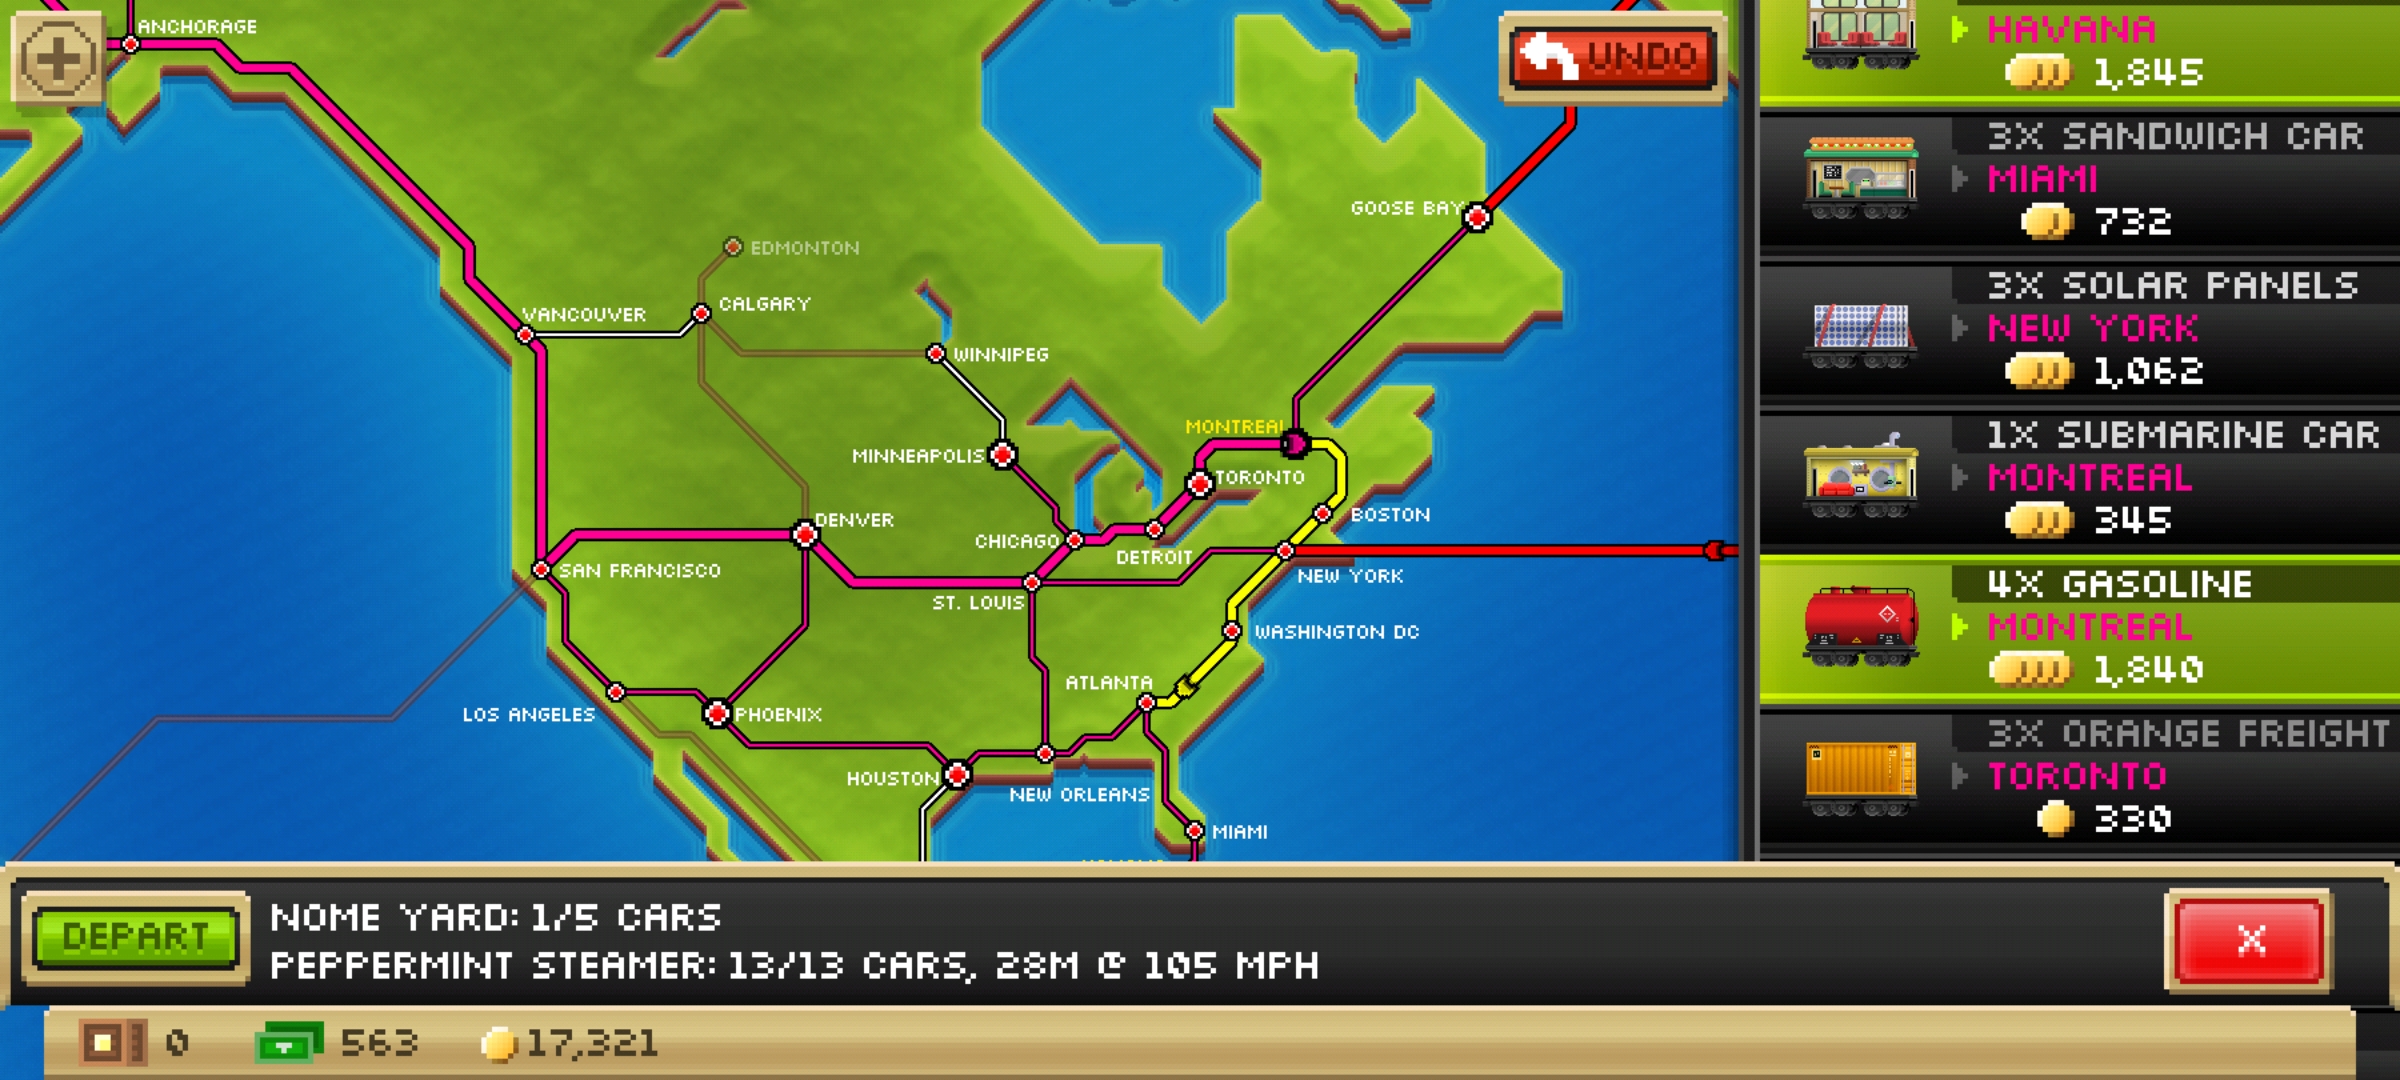 ANCHORAGE
UNDO
GOOSE BAY
EDMONTON
CALGARY
VANCOUVER
WINNIPEG
MONTREAL
MINNEAPOLIS
TORONTO
DENVER
BOSTON
CHICAGO
DETROIT
SAN FRANCISCO
NEW YORK
ST. LOUIS
WASHINGTON DC
ATLANTA
LOS ANGELES
PHOENIX
HOUSTON
NEW ORLEANS
MIAMI
HAVANA
1,845
3X SANDWICH CAR
MIAMI
732
3X SOLAR PANELS
NEW YORK
1,062
1X SUBMARINE CAR
MONTREAL
345
4X GASOLINE
MONTREAL
1,840
3X ORANGE FREIGHT
TORONTO
330
DEPART
NOME YARD: 1/5 CARS
PEPPERMINT STEAMER: 13/13 CARS, 28M @ 105 MPH
X
0
563
17,321